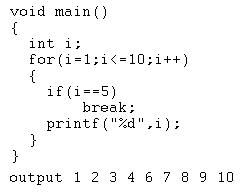 void main()
{
int i;
for(i=1;i<=10;i++)
{
if(i==5)
break;
printf("%d",i);
}
}
output 1 2 3 4 6 7 8 9 10